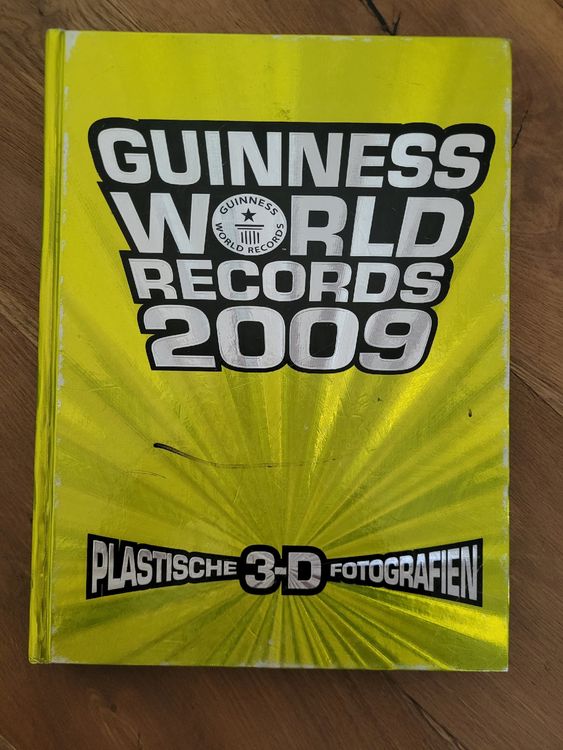 GUINNESS
WORLD
GUINNESS
WORLD RECORDS
RECORDS
2009
PLASTISCHE 3-D FOTOGRAFIEN